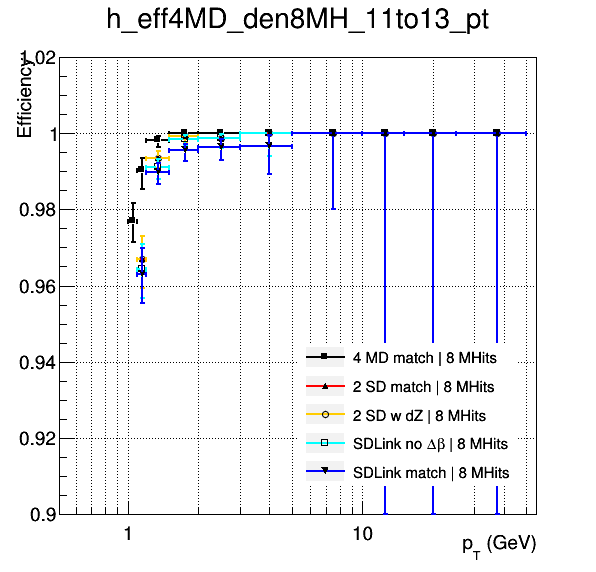 h_eff4MD_den8MH_11to13_pt
Efficiency
1.02
1
0.98
0.96
0.94
0.92
0.9
4 MD match | 8 MHits
2 SD match | 8 MHits
2 SD w dZ | 8 MHits
SDLink no Δβ | 8 MHits
SDLink match | 8 MHits
1
10
p_T (GeV)